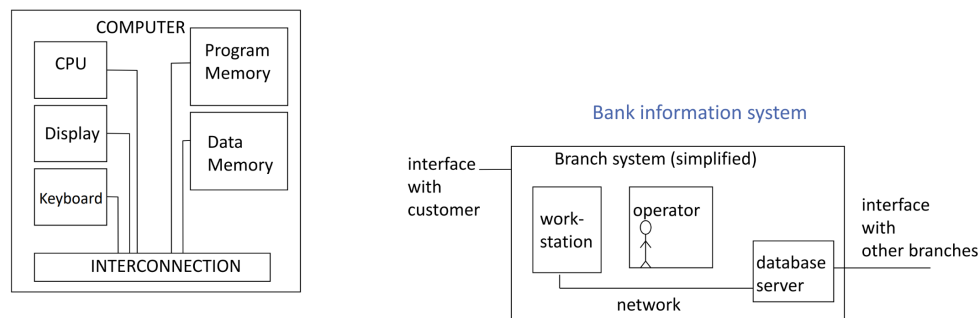 COMPUTER
CPU
Program
Memory
Display
Data
Memory
Keyboard
INTERCONNECTION
Bank information system
Branch system (simplified)
interface
with
customer
work-
station
operator
database
server
network
interface
with
other branches